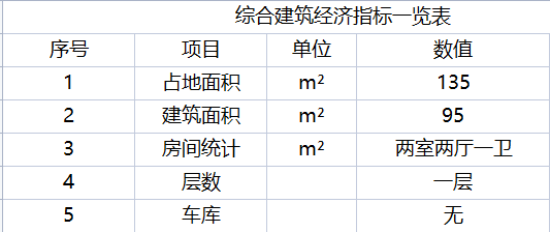 综合建筑经济指标一览表
序号 项目 单位 数值
1 占地面积 m² 135
2 建筑面积 m² 95
3 房间统计 m² 两室两厅一卫
4 层数 一层
5 车库 无